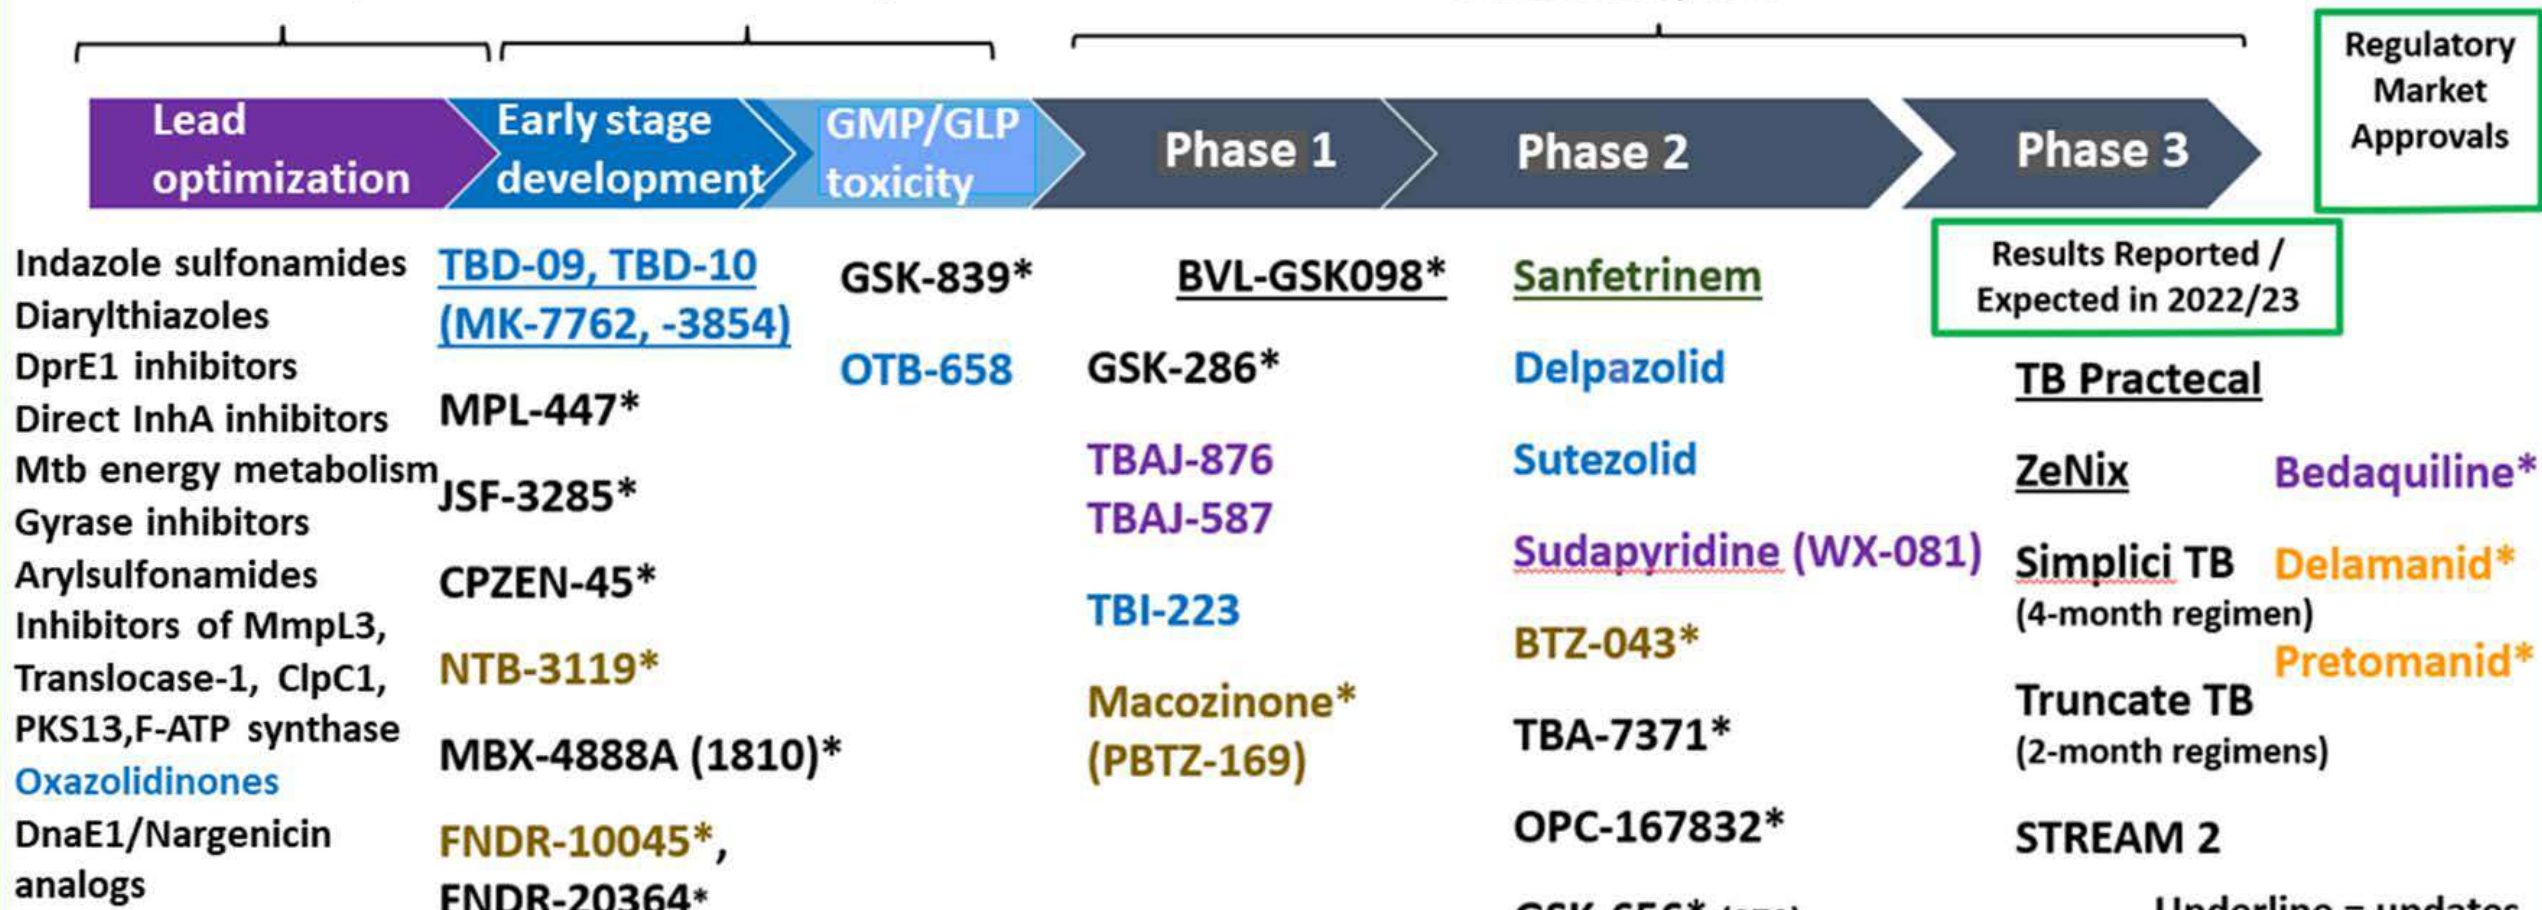 Regulatory
Market
Approvals
Lead
optimization
Early stage
development
GMP/GLP
toxicity
Phase 1
Phase 2
Phase 3
Indazole sulfonamides
Diarylthiazoles
DprE1 inhibitors
Direct InhA inhibitors
Mtb energy metabolism
Gyrase inhibitors
Arylsulfonamides
Inhibitors of MmpL3,
Translocase-1, ClpC1,
PKS13,F-ATP synthase
Oxazolidinones
DnaE1/Nargenicin
analogs
TBD-09, TBD-10
(MK-7762, -3854)
MPL-447*
JSF-3285*
CPZEN-45*
NTB-3119*
MBX-4888A (1810)*
FNDR-10045*,
FNDR-20364*
GSK-839*
OTB-658
BVL-GSK098*
GSK-286*
TBAJ-876
TBAJ-587
TBI-223
Macozinone*
(PBTZ-169)
Sanfetrinem
Delpazolid
Sutezolid
Sudapyridine (WX-081)
BTZ-043*
TBA-7371*
OPC-167832*
GSK-656*
Results Reported /
Expected in 2022/23
TB Practecal
ZeNix
Simplici TB
(4-month regimen)
Truncate TB
(2-month regimens)
STREAM 2
Bedaquiline*
Delamanid*
Pretomanid*
Underline = updates